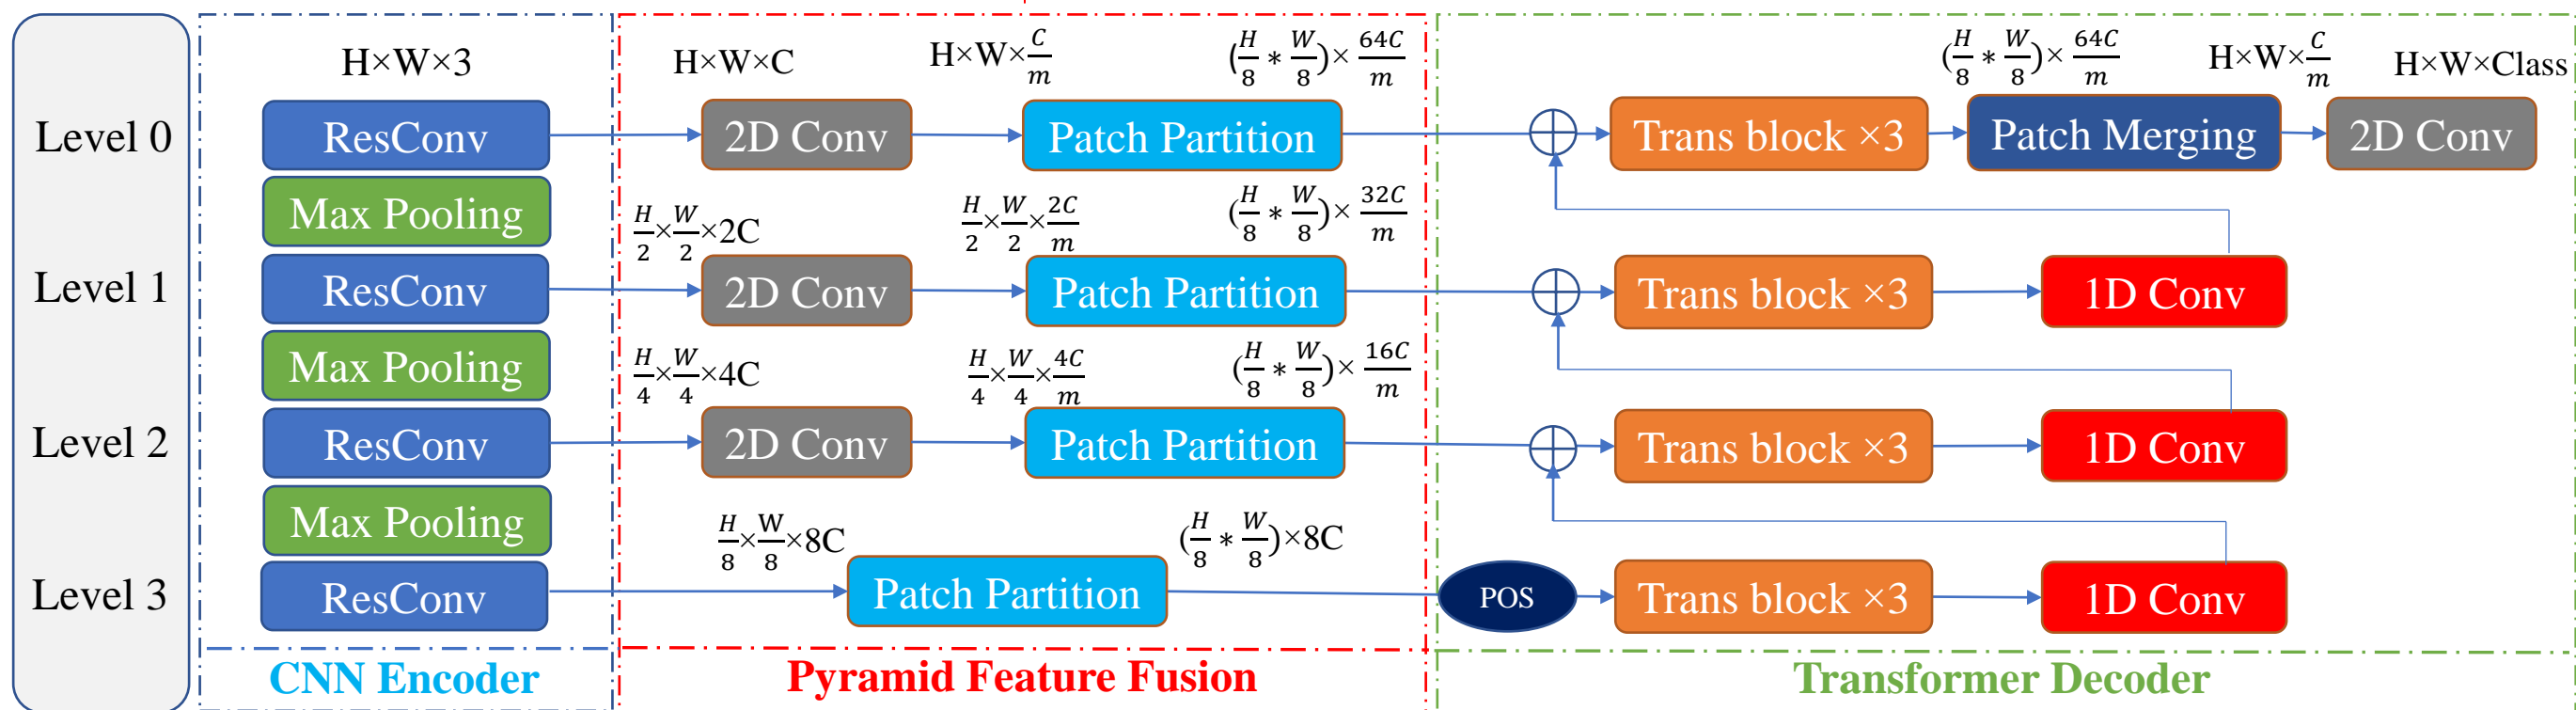 H×W×3 H×W×C H×W×C/m (H/8 * W/8)× 64C/m (H/8 * W/8)× 64C/m H×W×C/m H×W×Class
Level 0 ResConv 2D Conv Patch Partition Trans block ×3 Patch Merging 2D Conv
Max Pooling H/2×W/2×2C H/2×W/2×2C/m (H/8 * W/8)× 32C/m
Level 1 ResConv 2D Conv Patch Partition Trans block ×3 1D Conv
Max Pooling H/4×W/4×4C H/4×W/4×4C/m (H/8 * W/8)× 16C/m
Level 2 ResConv 2D Conv Patch Partition Trans block ×3 1D Conv
Max Pooling H/8×W/8×8C (H/8 * W/8)×8C
Level 3 ResConv Patch Partition POS Trans block ×3 1D Conv
CNN Encoder Pyramid Feature Fusion Transformer Decoder